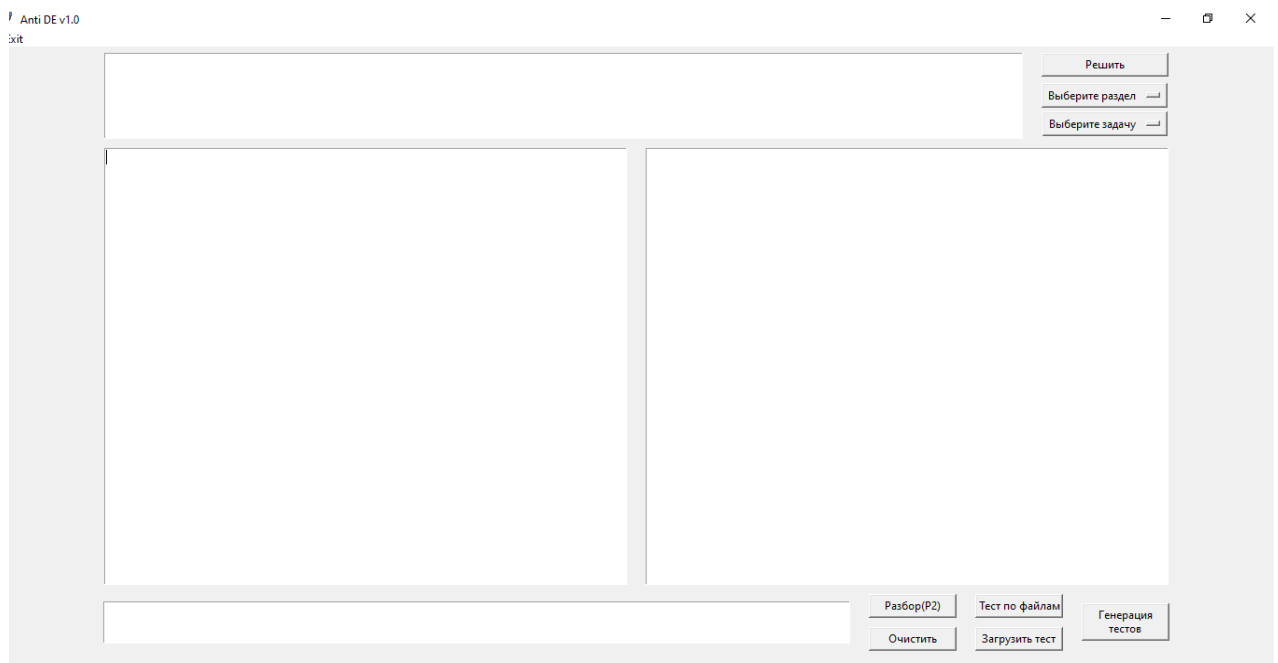 Anti DE v1.0
Exit
Решить
Выберите раздел
Выберите задачу
Разбор(P2)
Тест по файлам
Генерация
тестов
Очистить
Загрузить тест